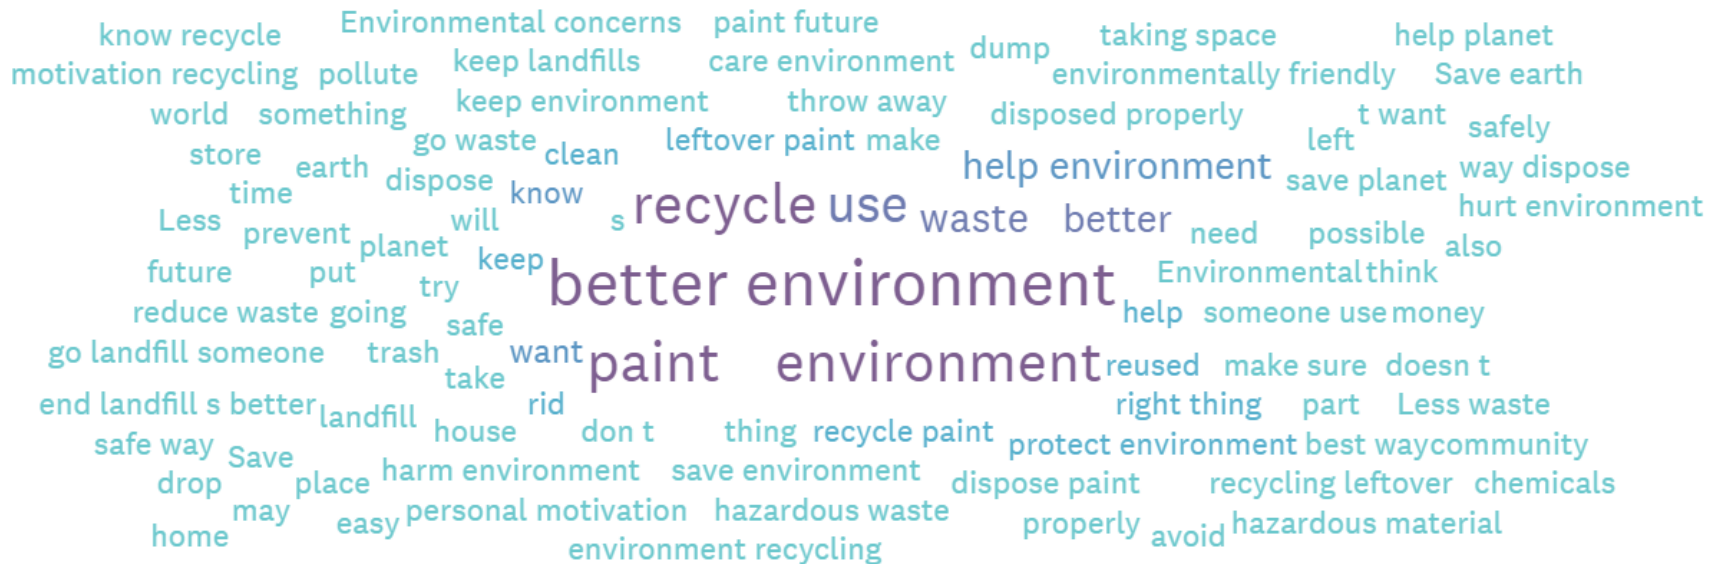 know recycle Environmental concerns paint future dump taking space help planet
motivation recycling pollute keep landfills care environment environmentally friendly Save earth
world something keep environment throw away disposed properly t want safely
store go waste clean leftover paint make left
earth dispose know help environment save planet way dispose
time recycle use waste better hurt environment
Less will s need possible also
prevent planet keep better environment Environmental think
future put try help someone use money
reduce waste going safe
go landfill someone trash want paint environment reused make sure doesn t
take
end landfill s better landfill rid right thing part Less waste
safe way Save house don t thing recycle paint protect environment best way community
drop place harm environment save environment dispose paint recycling leftover chemicals
may easy personal motivation hazardous waste properly avoid hazardous material
home environment recycling